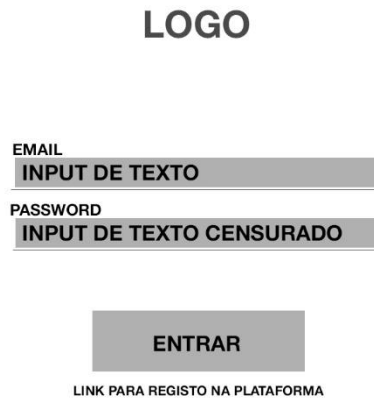 LOGO
EMAIL
INPUT DE TEXTO
PASSWORD
INPUT DE TEXTO CENSURADO
ENTRAR
LINK PARA REGISTO NA PLATAFORMA